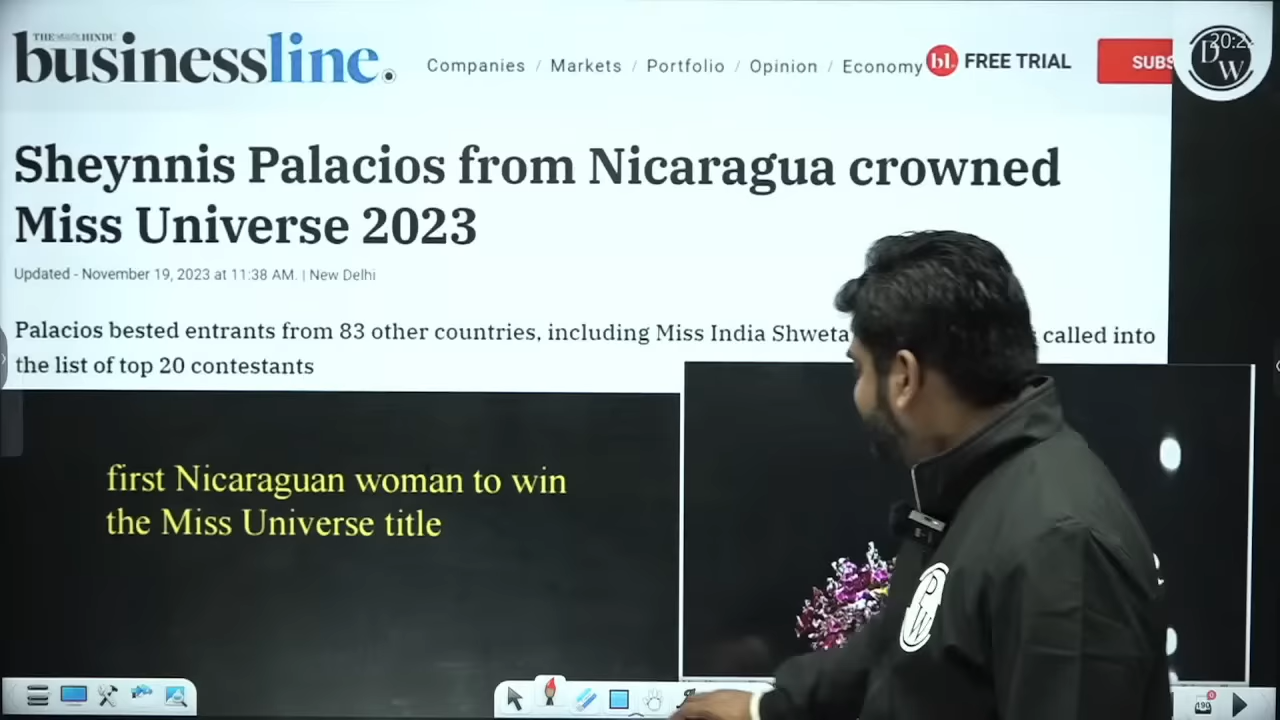 THE HINDU
businessline.
Companies / Markets / Portfolio / Opinion / Economy
bl. FREE TRIAL
SUBS
20:2
PW
Sheynnis Palacios from Nicaragua crowned
Miss Universe 2023
Updated - November 19, 2023 at 11:38 AM. | New Delhi
Palacios bested entrants from 83 other countries, including Miss India Shweta called into
the list of top 20 contestants
first Nicaraguan woman to win
the Miss Universe title
PW
190